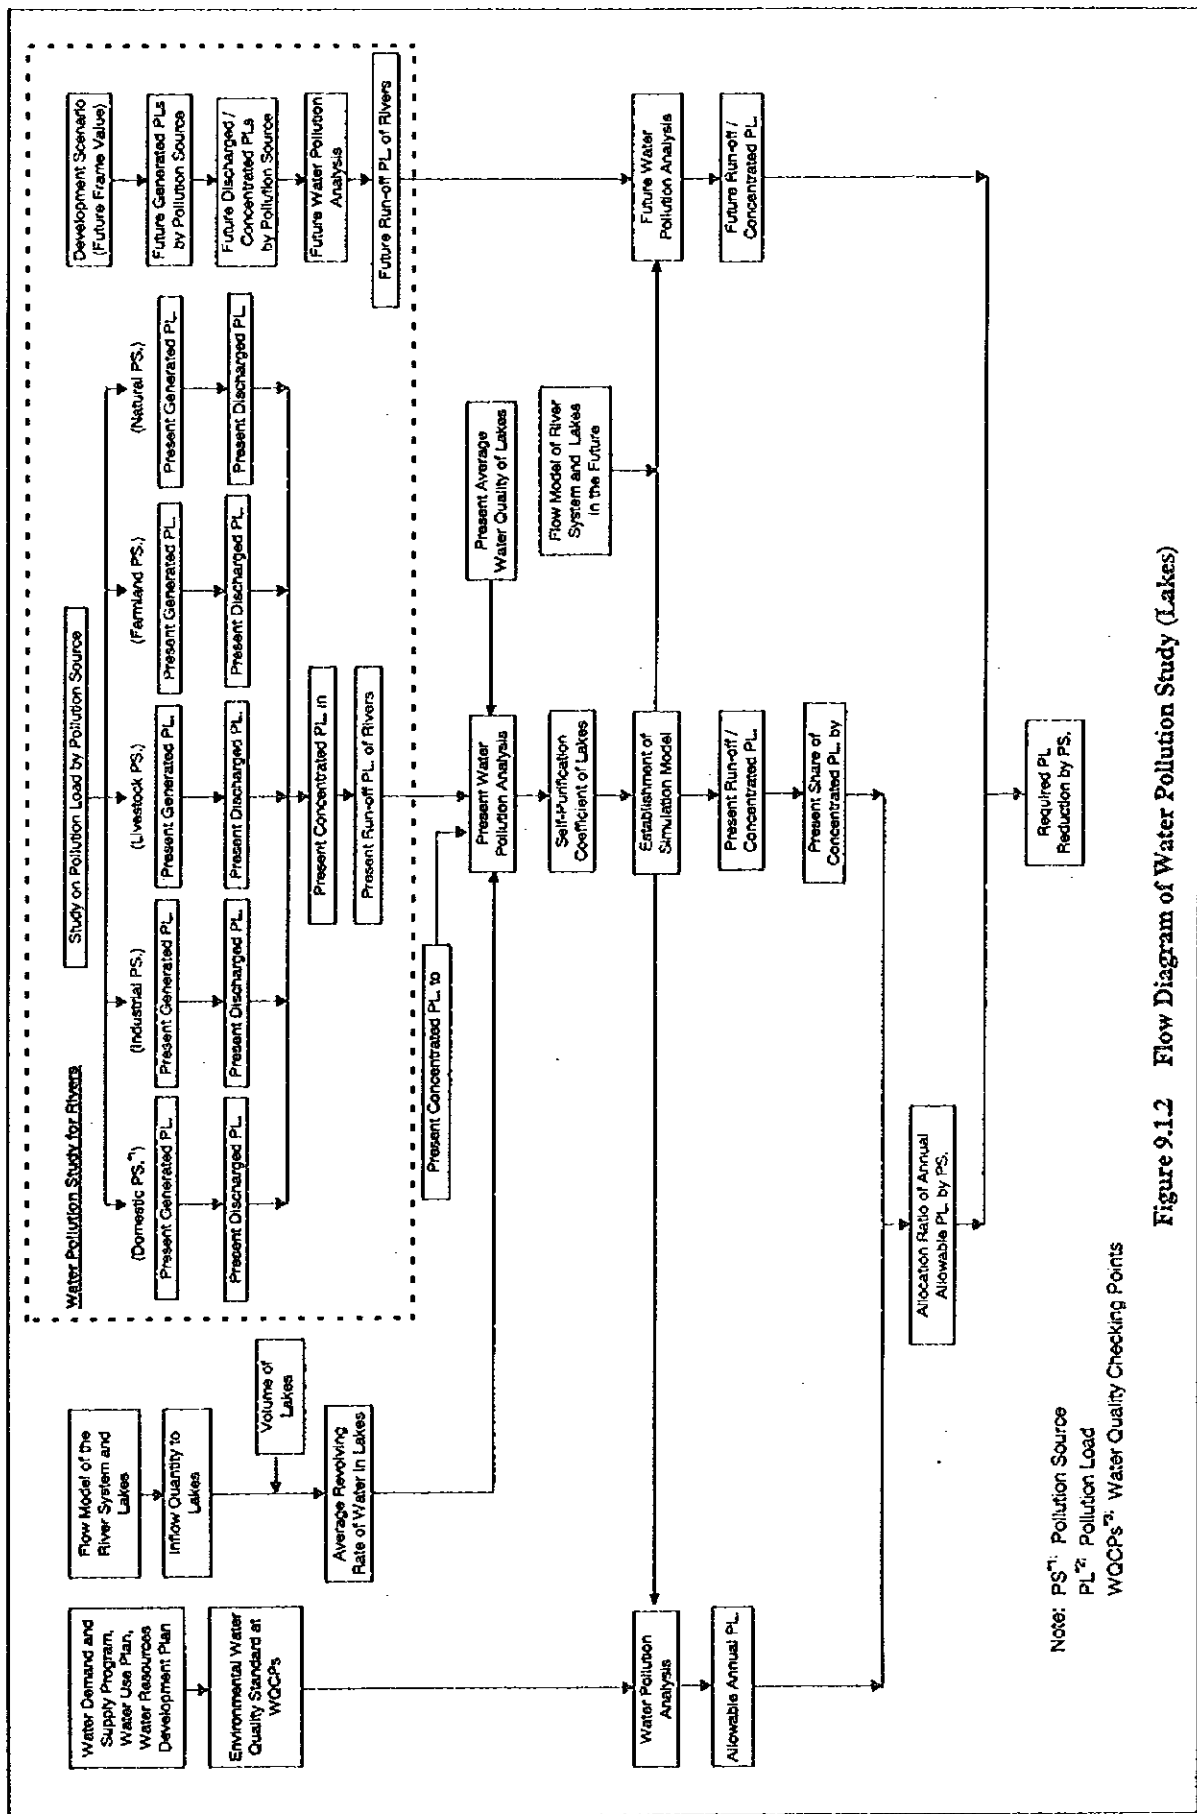 Water Demand and
Supply Program,
Water Use Plan,
Water Resources
Development Plan
Environmental Water
Quality Standard at
WQCPs
Flow Model of the
River System and
Lakes
Inflow Quantity to
Lakes
Volume of
Lakes
Average Revolving
Rate of Water in Lakes
Water Pollution Study for Rivers
Study on Pollution Load by Pollution Source
(Domestic PS.*1)
(Industrial PS.)
(Livestock PS.)
(Farmland PS.)
(Natural PS.)
Present Generated PL.
Present Generated PL.
Present Generated PL.
Present Generated PL.
Present Generated PL.
Present Discharged PL.
Present Discharged PL.
Present Discharged PL.
Present Discharged PL.
Present Discharged PL.
Present Concentrated PL. in
Present Run-off PL. of Rivers
Development Scenario
(Future Frame Value)
Future Generated PLs
by Pollution Source
Future Discharged /
Concentrated PLs
by Pollution Source
Future Water Pollution
Analysis
Future Run-off PL. of Rivers
Present Concentrated PL. to
Present Water
Pollution Analysis
Present Average
Water Quality of Lakes
Self-Purification
Coefficient of Lakes
Flow Model of River
System and Lakes
in the Future
Water Pollution
Analysis
Establishment of
Simulation Model
Future Water
Pollution Analysis
Allowable Annual PL.
Present Run-off /
Concentrated PL.
Future Run-off /
Concentrated PL.
Present Share of
Concentrated PL. by
Allocation Ratio of Annual
Allowable PL. by PS.
Required PL
Reduction by PS.
Note: PS*1: Pollution Source
PL*2: Pollution Load
WQCPs*3: Water Quality Checking Points
Figure 9.1.2 Flow Diagram of Water Pollution Study (Lakes)